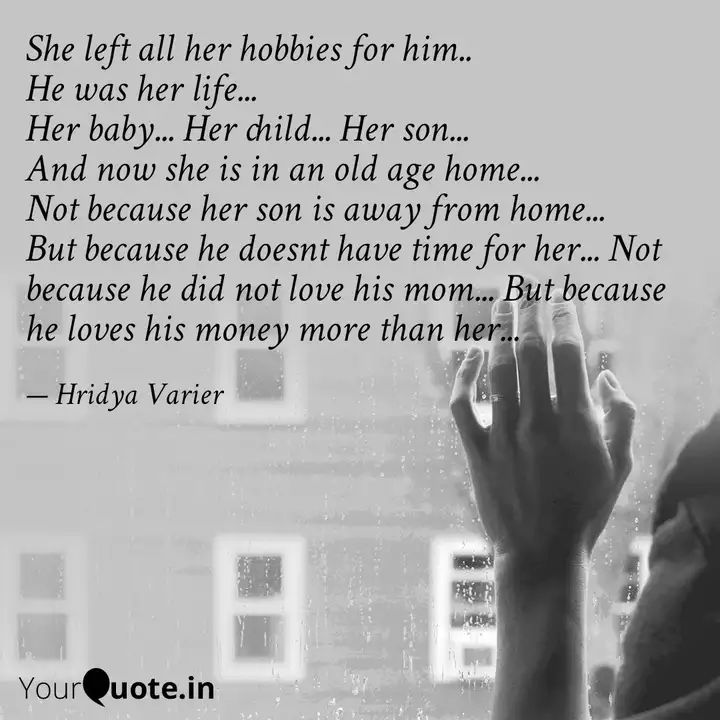 She left all her hobbies for him..
He was her life...
Her baby... Her child... Her son...
And now she is in an old age home...
Not because her son is away from home...
But because he doesnt have time for her... Not
because he did not love his mom... But because
he loves his money more than her...
— Hridya Varier
YourQuote.in